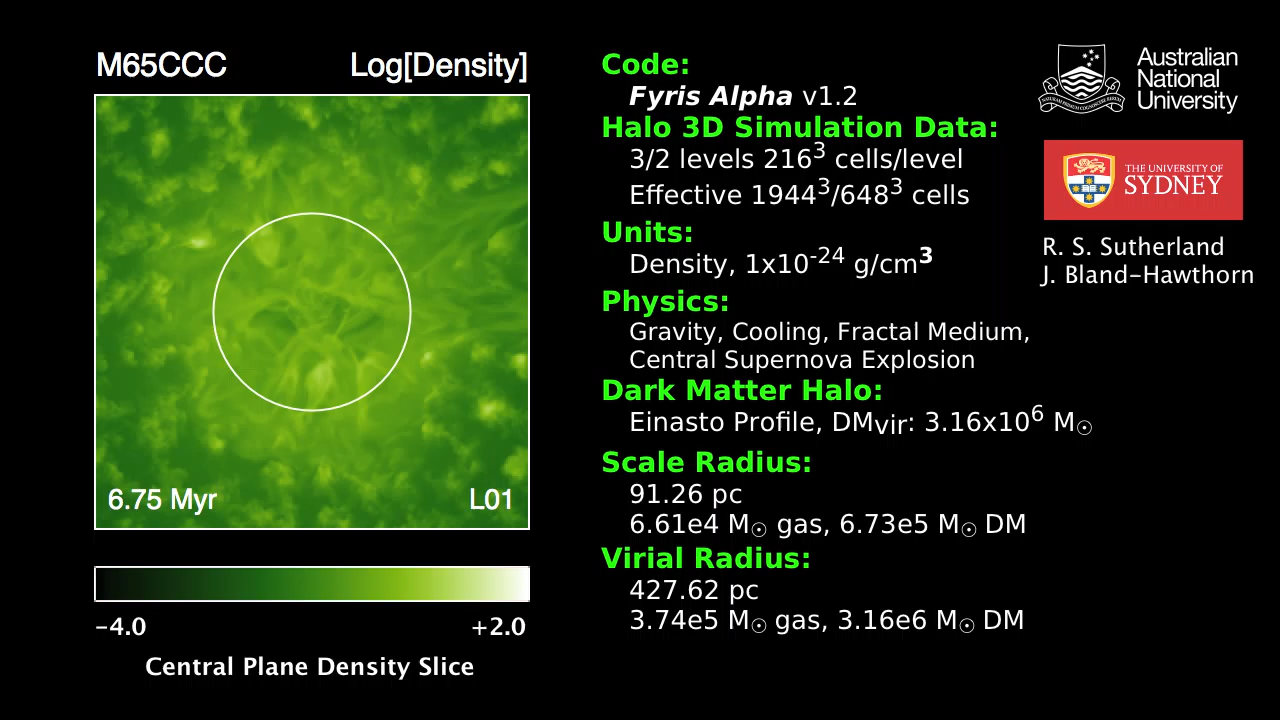 M65CCC Log[Density]
6.75 Myr L01
−4.0 +2.0
Central Plane Density Slice
Code:
Fyris Alpha v1.2
Halo 3D Simulation Data:
3/2 levels 216³ cells/level
Effective 1944³/648³ cells
Units:
Density, 1x10⁻²⁴ g/cm³
Physics:
Gravity, Cooling, Fractal Medium,
Central Supernova Explosion
Dark Matter Halo:
Einasto Profile, DMvir: 3.16x10⁶ M☉
Scale Radius:
91.26 pc
6.61e4 M☉ gas, 6.73e5 M☉ DM
Virial Radius:
427.62 pc
3.74e5 M☉ gas, 3.16e6 M☉ DM
Australian
National
University
THE UNIVERSITY OF
SYDNEY
R. S. Sutherland
J. Bland–Hawthorn